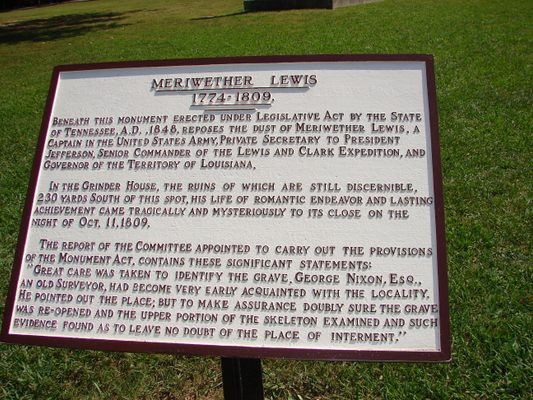 MERIWETHER LEWIS
1774-1809.
BENEATH THIS MONUMENT ERECTED UNDER LEGISLATIVE ACT BY THE STATE
OF TENNESSEE, A.D., 1848, REPOSES THE DUST OF MERIWETHER LEWIS, A
CAPTAIN IN THE UNITED STATES ARMY, PRIVATE SECRETARY TO PRESIDENT
JEFFERSON, SENIOR COMMANDER OF THE LEWIS AND CLARK EXPEDITION, AND
GOVERNOR OF THE TERRITORY OF LOUISIANA.
IN THE GRINDER HOUSE, THE RUINS OF WHICH ARE STILL DISCERNIBLE,
230 YARDS SOUTH OF THIS SPOT, HIS LIFE OF ROMANTIC ENDEAVOR AND LASTING
ACHIEVEMENT CAME TRAGICALLY AND MYSTERIOUSLY TO ITS CLOSE ON THE
NIGHT OF OCT. 11, 1809.
THE REPORT OF THE COMMITTEE APPOINTED TO CARRY OUT THE PROVISIONS
OF THE MONUMENT ACT, CONTAINS THESE SIGNIFICANT STATEMENTS:
"GREAT CARE WAS TAKEN TO IDENTIFY THE GRAVE, GEORGE NIXON, ESQ.,
AN OLD SURVEYOR, HAD BECOME VERY EARLY ACQUAINTED WITH THE LOCALITY.
HE POINTED OUT THE PLACE; BUT TO MAKE ASSURANCE DOUBLY SURE THE GRAVE
WAS RE-OPENED AND THE UPPER PORTION OF THE SKELETON EXAMINED AND SUCH
EVIDENCE FOUND AS TO LEAVE NO DOUBT OF THE PLACE OF INTERMENT."